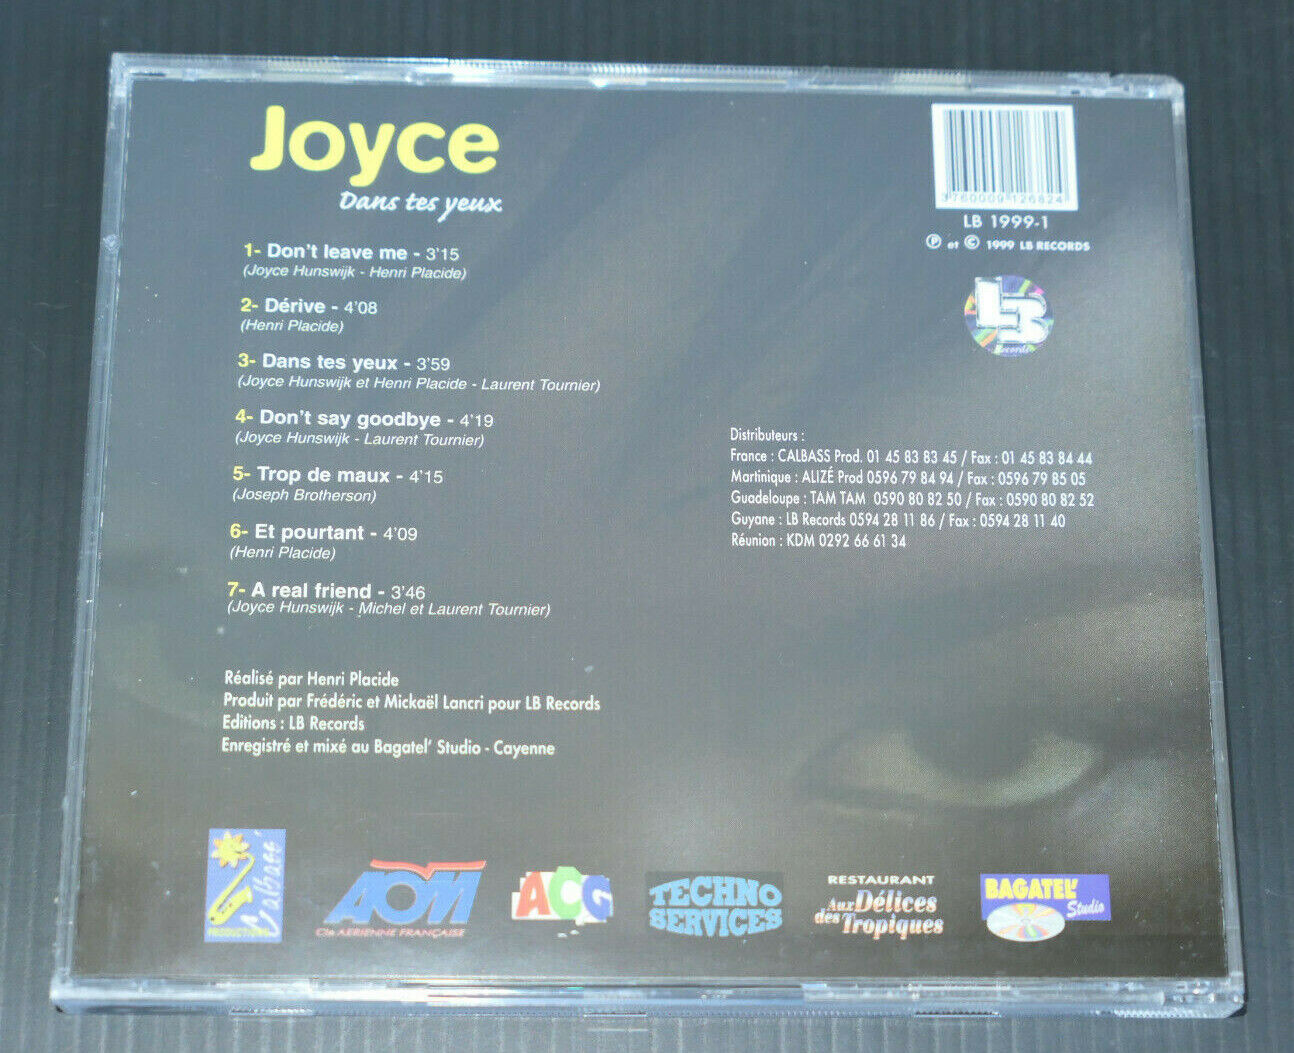 Joyce
Dans tes yeux
1- Don't leave me - 3'15
(Joyce Hunswijk - Henri Placide)
2- Dérive - 4'08
(Henri Placide)
3- Dans tes yeux - 3'59
(Joyce Hunswijk et Henri Placide - Laurent Tournier)
4- Don't say goodbye - 4'19
(Joyce Hunswijk - Laurent Tournier)
5- Trop de maux - 4'15
(Joseph Brotherson)
6- Et pourtant - 4'09
(Henri Placide)
7- A real friend - 3'46
(Joyce Hunswijk - Michel et Laurent Tournier)
Réalisé par Henri Placide
Produit par Frédéric et Mickaël Lancri pour LB Records
Editions : LB Records
Enregistré et mixé au Bagatel' Studio - Cayenne
3760009 126824
LB 1999-1
℗ et © 1999 LB RECORDS
LB
Records
Distributeurs :
France : CALBASS Prod. 01 45 83 83 45 / Fax : 01 45 83 84 44
Martinique : ALIZÉ Prod 0596 79 84 94 / Fax : 0596 79 85 05
Guadeloupe : TAM TAM 0590 80 82 50 / Fax : 0590 80 82 52
Guyane : LB Records 0594 28 11 86 / Fax : 0594 28 11 40
Réunion : KDM 0292 66 61 34
Calbass'
PRODUCTIONS
AOM
Cie AERIENNE FRANÇAISE
ACG
TECHNO
SERVICES
RESTAURANT
Aux Délices
des Tropiques
BAGATEL'
Studio